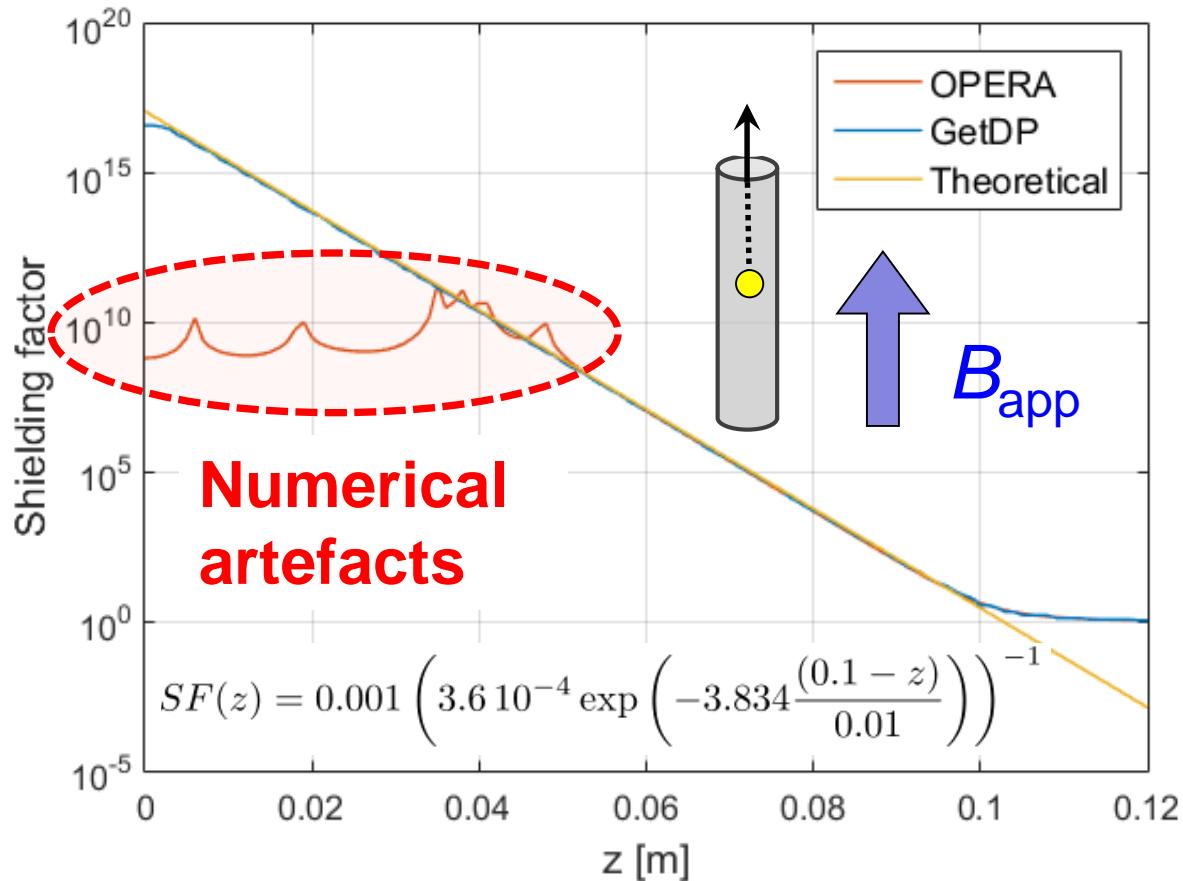 10^20
10^15
10^10
10^5
10^0
10^-5
Shielding factor
OPERA
GetDP
Theoretical
B_app
Numerical
artefacts
SF(z) = 0.001 (3.6 10^-4 exp (-3.834 (0.1 - z)/0.01))^-1
0 0.02 0.04 0.06 0.08 0.1 0.12
z [m]